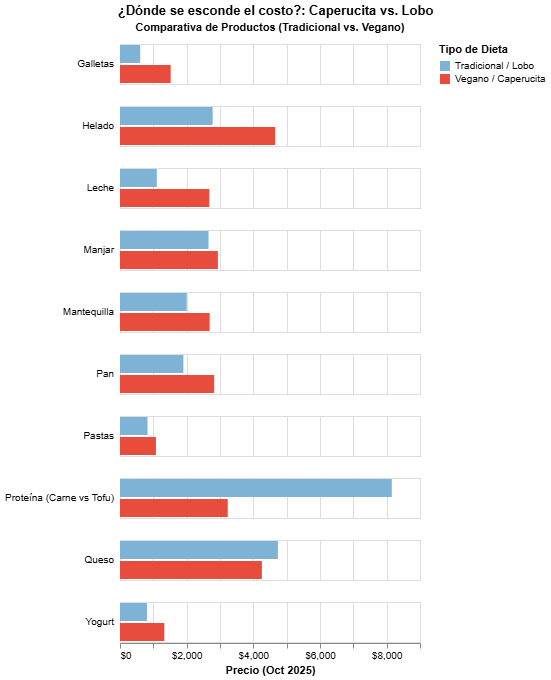 ¿Dónde se esconde el costo?: Caperucita vs. Lobo
Comparativa de Productos (Tradicional vs. Vegano)
Tipo de Dieta
Tradicional / Lobo
Vegano / Caperucita
Galletas
Helado
Leche
Manjar
Mantequilla
Pan
Pastas
Proteína (Carne vs Tofu)
Queso
Yogurt
$0 $2,000 $4,000 $6,000 $8,000
Precio (Oct 2025)